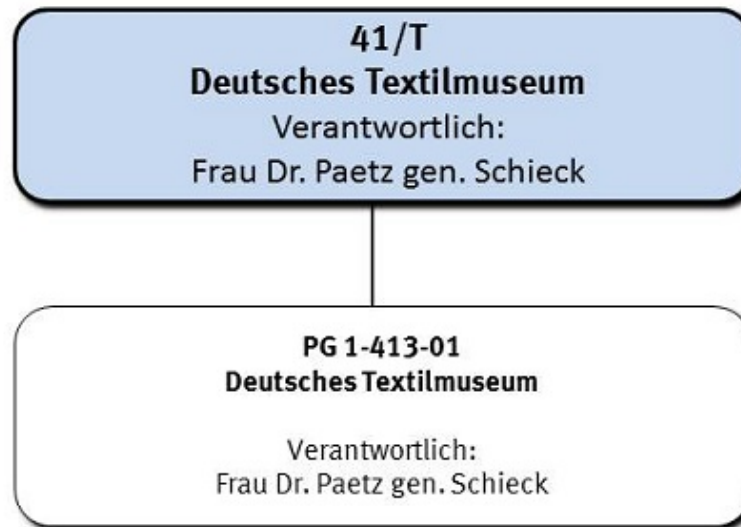 41/T
Deutsches Textilmuseum
Verantwortlich:
Frau Dr. Paetz gen. Schieck
PG 1-413-01
Deutsches Textilmuseum
Verantwortlich:
Frau Dr. Paetz gen. Schieck